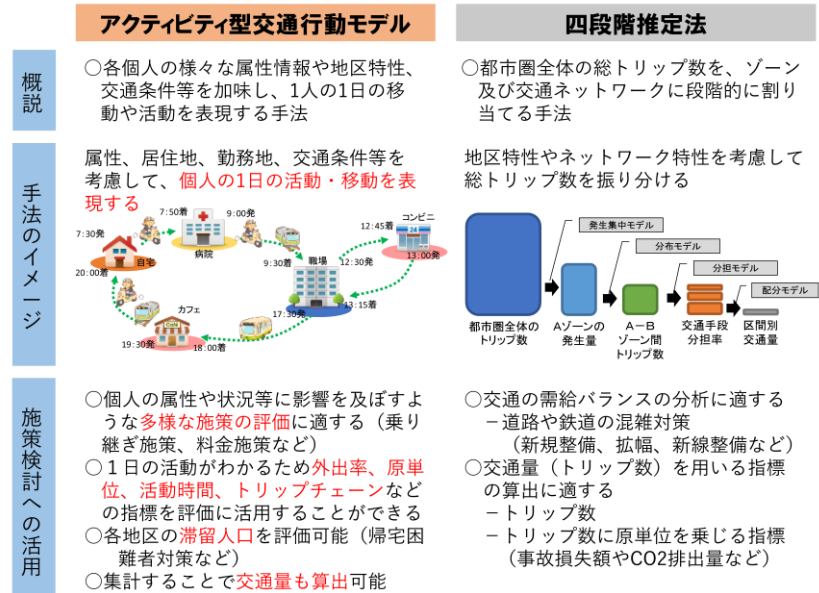 アクティビティ型交通行動モデル
四段階推定法
概説
○各個人の様々な属性情報や地区特性、
交通条件等を加味し、1人の1日の移
動や活動を表現する手法
○都市圏全体の総トリップ数を、ゾーン
及び交通ネットワークに段階的に割り
当てる手法
手法のイメージ
属性、居住地、勤務地、交通条件等を
考慮して、個人の1日の活動・移動を表
現する
7:30発
自宅
20:00着
7:50着
9:00発
病院
9:30着
職場
12:30発
12:45着
コンビニ
24
13:00発
13:15着
17:30発
カフェ
Café
18:00着
19:30発
地区特性やネットワーク特性を考慮して
総トリップ数を振り分ける
発生集中モデル
分布モデル
分担モデル
配分モデル
都市圏全体の
トリップ数
Aゾーンの
発生量
A－B
ゾーン間
トリップ数
交通手段
分担率
区間別
交通量
施策検討への活用
○個人の属性や状況等に影響を及ぼすよ
うな多様な施策の評価に適する（乗り
継ぎ施策、料金施策など）
○１日の活動がわかるため外出率、原単
位、活動時間、トリップチェーンなど
の指標を評価に活用することができる
○各地区の滞留人口を評価可能（帰宅困
難者対策など）
○集計することで交通量も算出可能
○交通の需給バランスの分析に適する
－道路や鉄道の混雑対策
（新規整備、拡幅、新線整備など）
○交通量（トリップ数）を用いる指標
の算出に適する
－トリップ数
－トリップ数に原単位を乗じる指標
（事故損失額やCO2排出量など）